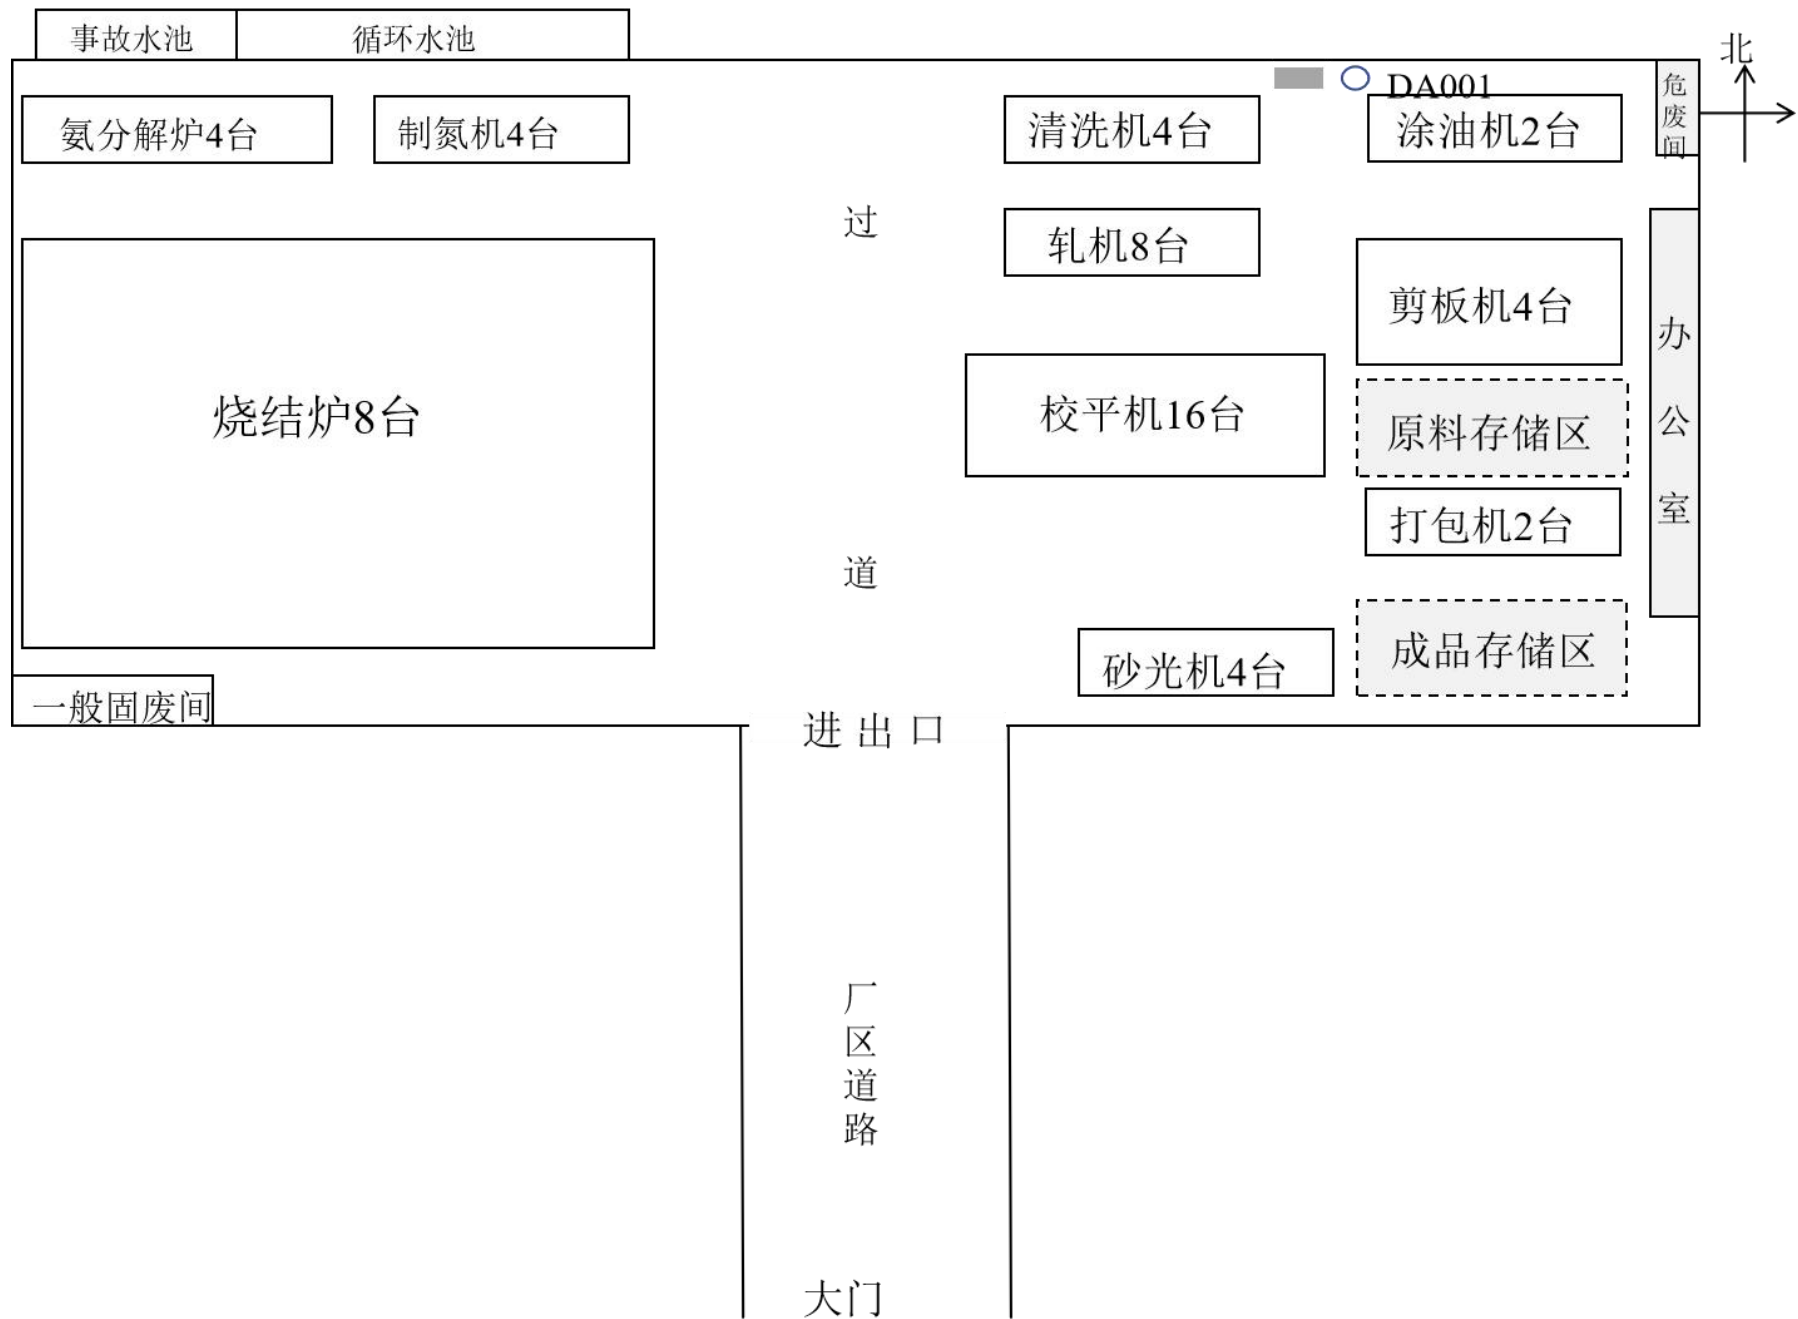 事故水池
循环水池
北
DA001
危废间
氨分解炉4台
制氮机4台
清洗机4台
涂油机2台
过道
轧机8台
剪板机4台
办公室
烧结炉8台
校平机16台
原料存储区
打包机2台
砂光机4台
成品存储区
一般固废间
进出口
厂区道路
大门